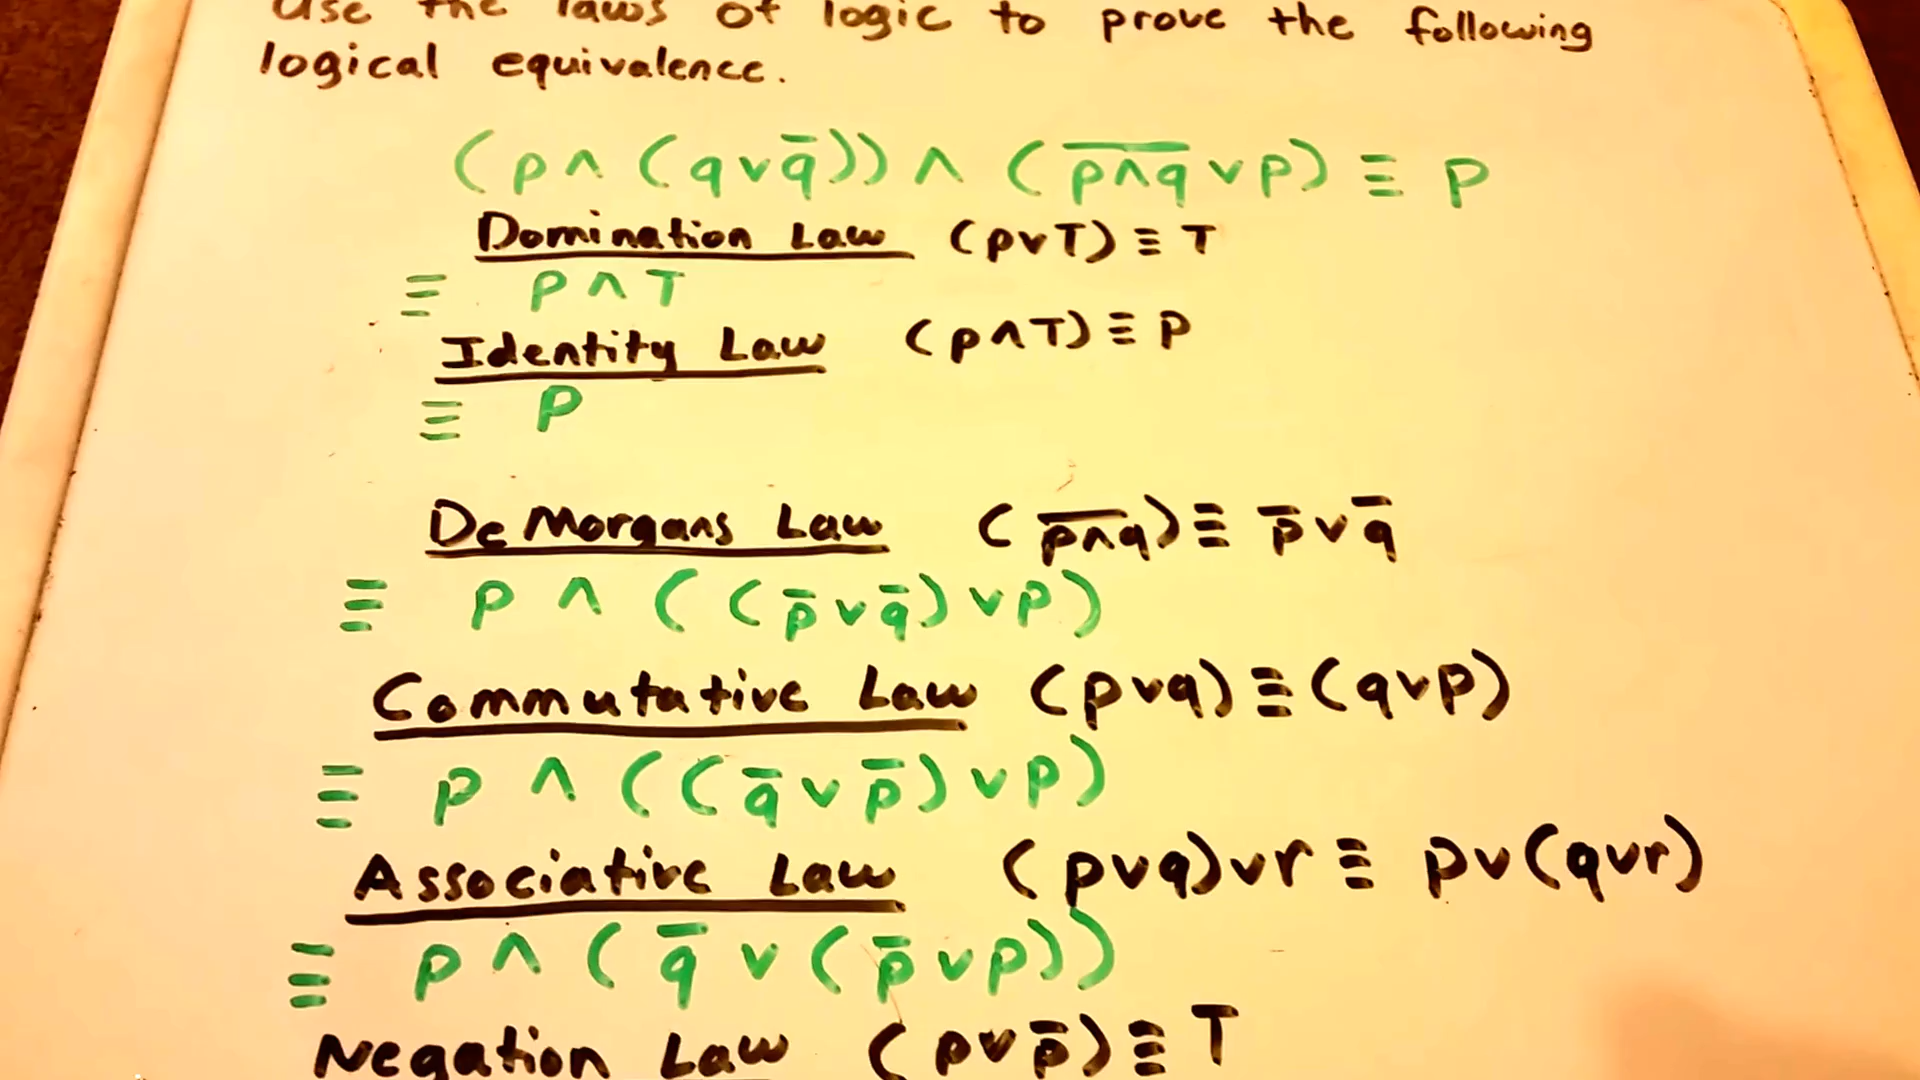 Use the laws of logic to prove the following
logical equivalence.
(p∧(q∨q̅))∧(p̅∧̅q̅∨p)≡p
Domination Law (p∨T)≡T
≡ p∧T
Identity Law (p∧T)≡p
≡ p
De Morgans Law (p̅∧̅q̅)≡p̅∨q̅
≡ p∧((p̅∨q̅)∨p)
Commutative Law (p∨q)≡(q∨p)
≡ p∧((q̅∨p̅)∨p)
Associative Law (p∨q)∨r≡p∨(q∨r)
≡ p∧(q̅∨(p̅∨p))
Negation Law (p∨p̅)≡T